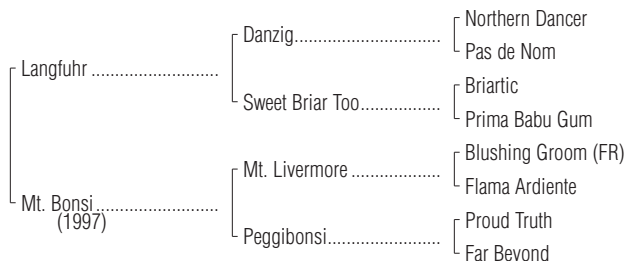 Northern Dancer
Danzig..................................
Pas de Nom
Langfuhr .............................
Briartic
Sweet Briar Too...................
Prima Babu Gum
Blushing Groom (FR)
Mt. Livermore .....................
Flama Ardiente
Mt. Bonsi............................
(1997)
Proud Truth
Peggibonsi..........................
Far Beyond